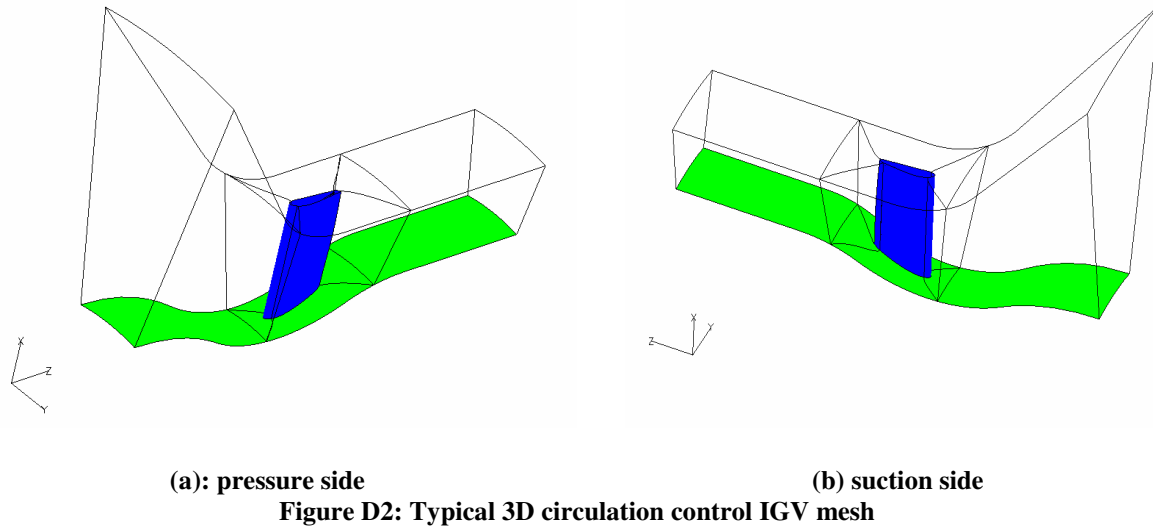 X
Z
Y
X
Y
Z
(a): pressure side
(b) suction side
Figure D2: Typical 3D circulation control IGV mesh